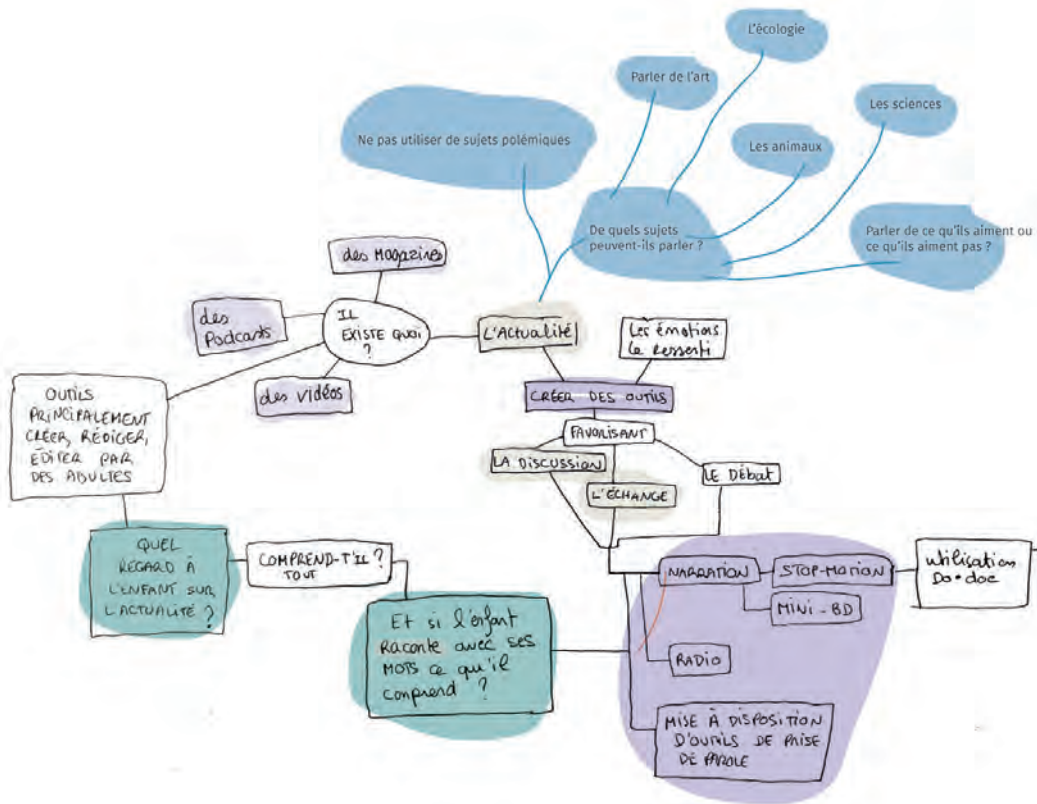 L'écologie
Parler de l'art
Les sciences
Ne pas utiliser de sujets polémiques
Les animaux
De quels sujets
peuvent-ils parler ?
Parler de ce qu'ils aiment ou
ce qu'ils aiment pas ?
des Magazines
des
Podcasts
IL
EXISTE QUOI
?
L'Actualité
Les émotions
le ressenti
des vidéos
CRÉER DES OUTILS
OUTILS
PRINCIPALEMENT
CRÉER, RÉDIGER,
ÉDITER PAR
DES ADULTES
FAVORISANT
LA DISCUSSION
L'ÉCHANGE
LE DÉBAT
QUEL
REGARD À
L'ENFANT SUR
L'ACTUALITÉ ?
COMPREND-T'IL ?
TOUT
NARRATION
STOP-MOTION
utilisation
Do•doc
MINI-BD
Et si l'enfant
Raconte avec ses
MOTS ce qu'il
comprend ?
RADIO
MISE À DISPOSITION
D'OUTILS DE PRISE
DE PAROLE